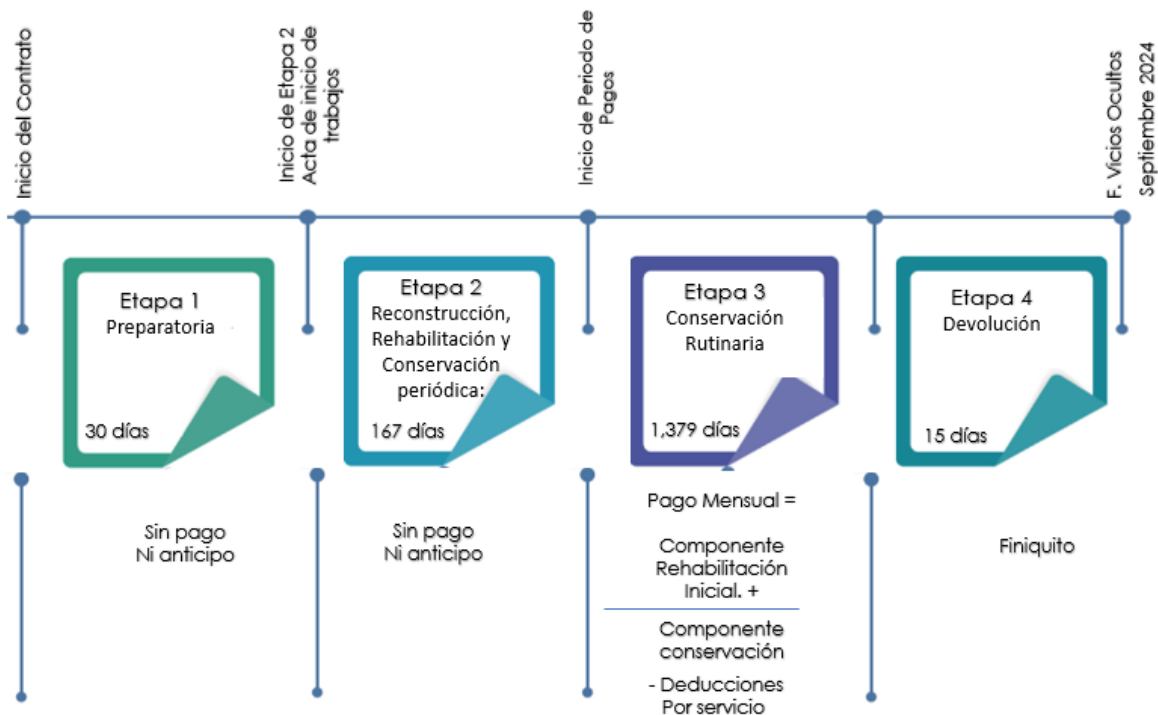 Inicio del Contrato
Inicio de Etapa 2
Acta de inicio de
trabajos
Inicio de Periodo de
Pagos
F. Vicios Ocultos
Septiembre 2024
Etapa 1
Preparatoria
30 días
Etapa 2
Reconstrucción,
Rehabilitación y
Conservación
periódica:
167 días
Etapa 3
Conservación
Rutinaria
1,379 días
Etapa 4
Devolución
15 días
Sin pago
Ni anticipo
Sin pago
Ni anticipo
Pago Mensual =
Componente
Rehabilitación
Inicial. +
Componente
conservación
- Deducciones
Por servicio
Finiquito